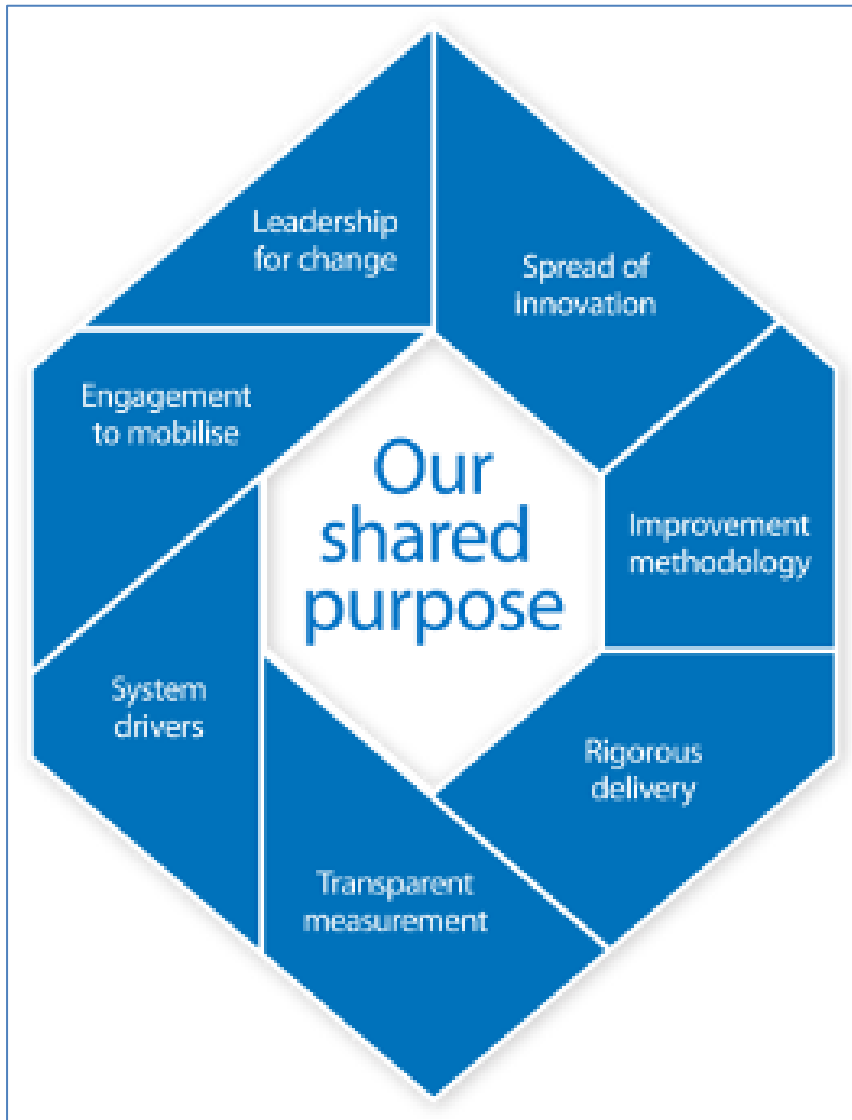 Leadership
for change
Spread of
innovation
Engagement
to mobilise
Our
shared
purpose
Improvement
methodology
System
drivers
Rigorous
delivery
Transparent
measurement